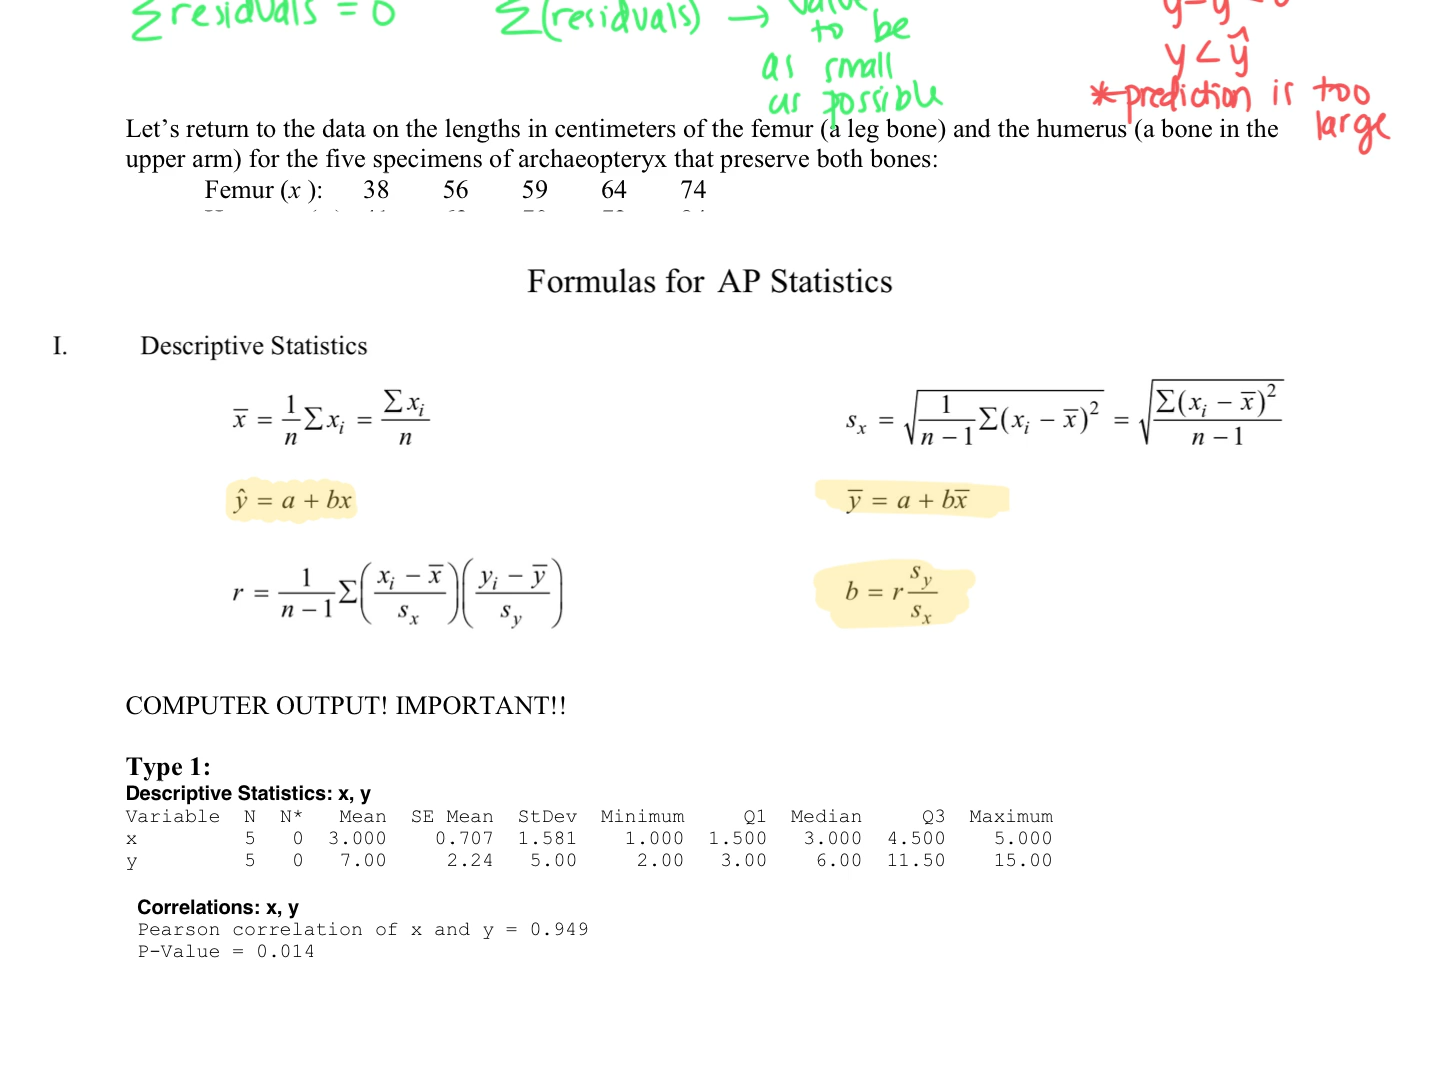 Σ residuals = 0 Σ(residuals) → value
to be
as small
as possible
y < ŷ
*prediction is too
large
Let’s return to the data on the lengths in centimeters of the femur (a leg bone) and the humerus (a bone in the
upper arm) for the five specimens of archaeopteryx that preserve both bones:
Femur (x ): 38 56 59 64 74
Formulas for AP Statistics
I. Descriptive Statistics
x̄ = 1/n Σxᵢ = Σxᵢ/n sₓ = √(1/(n − 1) Σ(xᵢ − x̄)²) = √(Σ(xᵢ − x̄)²/(n − 1))
ŷ = a + bx ȳ = a + bx̄
r = 1/(n − 1) Σ((xᵢ − x̄)/sₓ)((yᵢ − ȳ)/s_y) b = r s_y/sₓ
COMPUTER OUTPUT! IMPORTANT!!
Type 1:
Descriptive Statistics: x, y
Variable N N* Mean SE Mean StDev Minimum Q1 Median Q3 Maximum
x 5 0 3.000 0.707 1.581 1.000 1.500 3.000 4.500 5.000
y 5 0 7.00 2.24 5.00 2.00 3.00 6.00 11.50 15.00
Correlations: x, y
Pearson correlation of x and y = 0.949
P-Value = 0.014